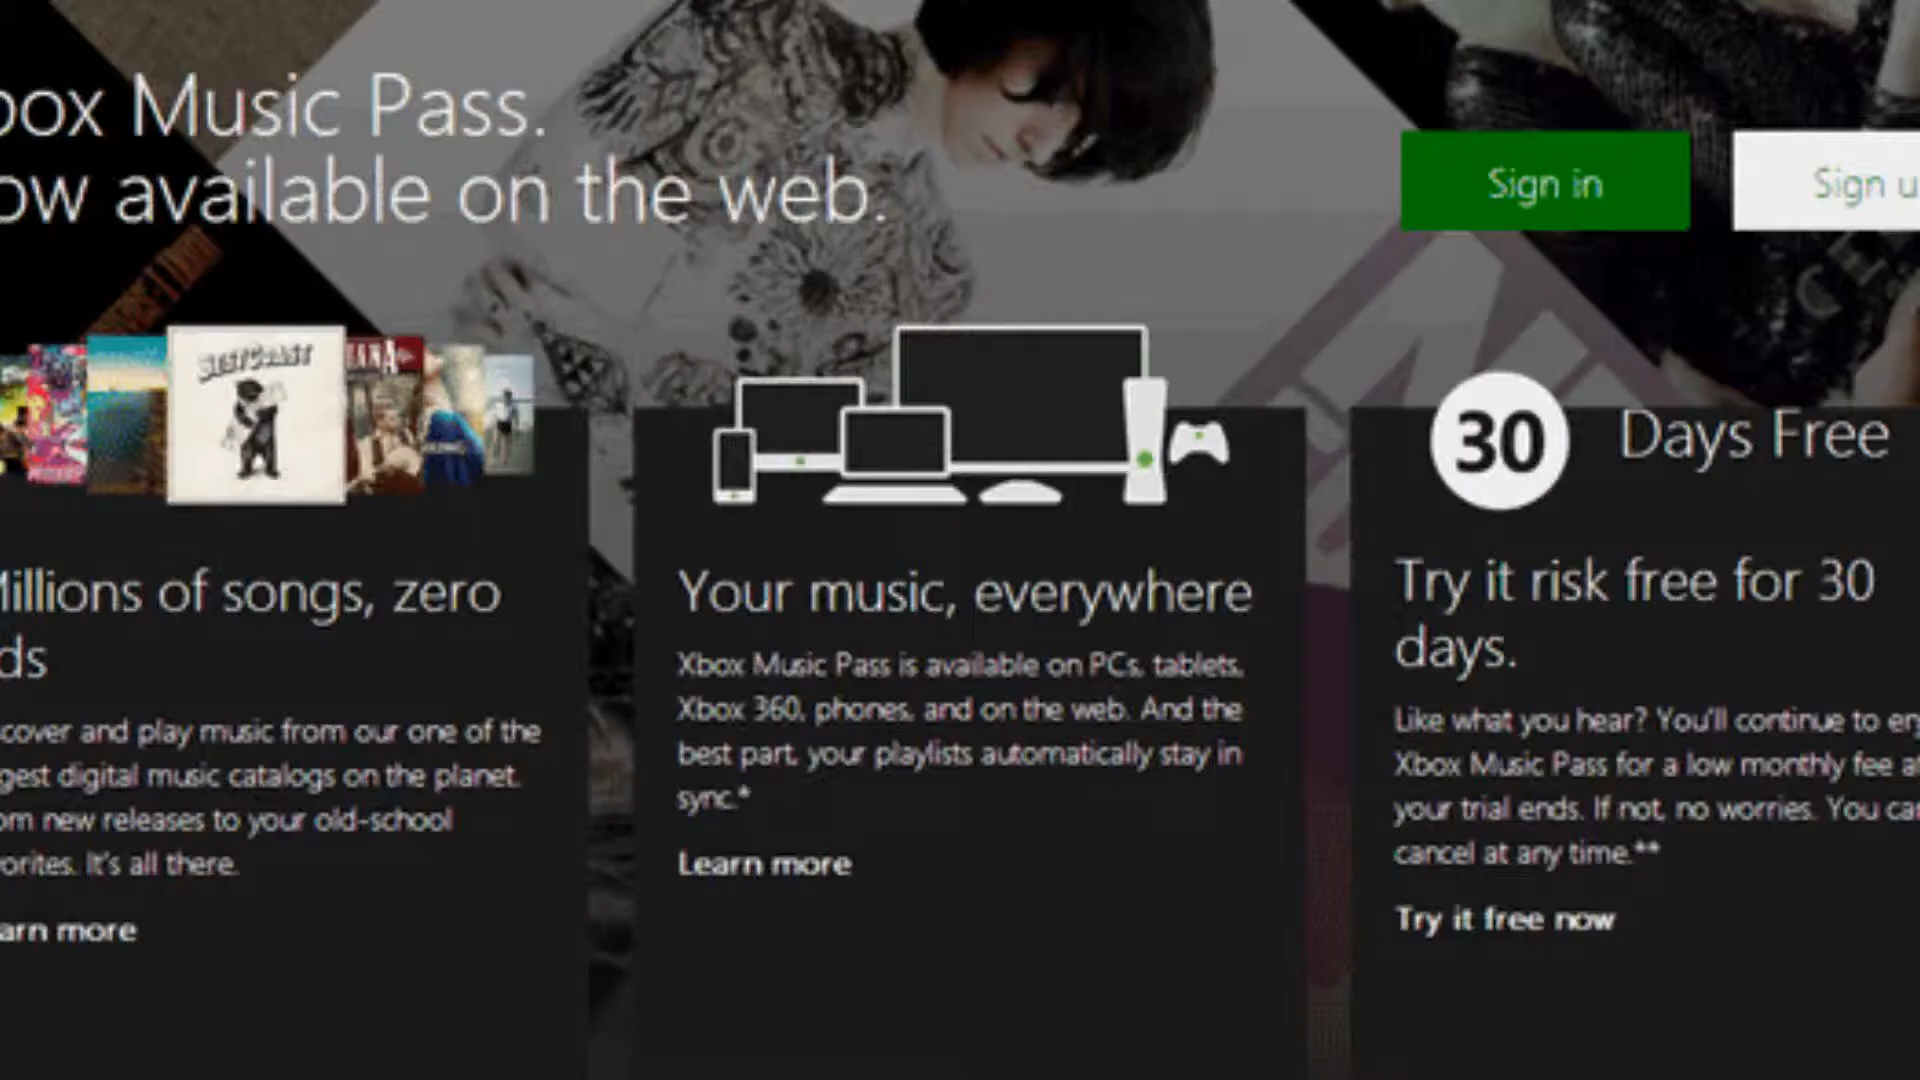 box Music Pass.
ow available on the web.
Sign in
Sign u
BEST COAST
30
Days Free
Millions of songs, zero
ds
Your music, everywhere
Try it risk free for 30
days.
cover and play music from our one of the
gest digital music catalogs on the planet.
om new releases to your old-school
vorites. It's all there.
arn more
Xbox Music Pass is available on PCs, tablets,
Xbox 360, phones, and on the web. And the
best part, your playlists automatically stay in
sync.*
Learn more
Like what you hear? You'll continue to en
Xbox Music Pass for a low monthly fee a
your trial ends. If not, no worries. You ca
cancel at any time.**
Try it free now